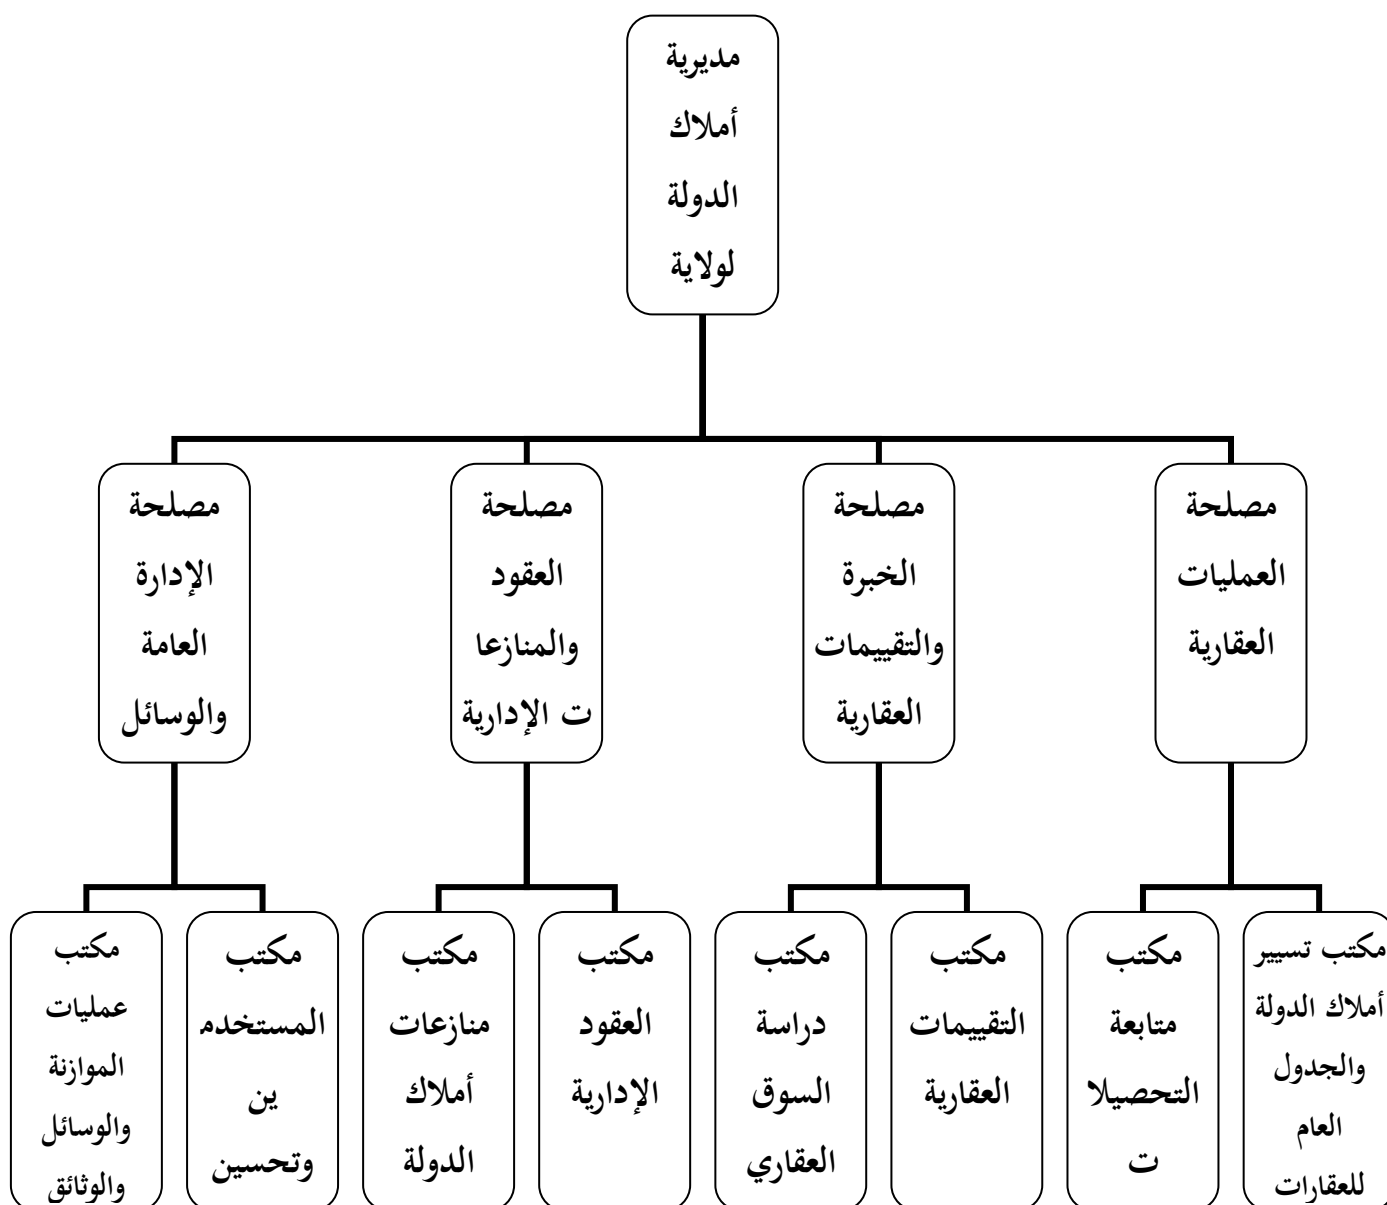 مديرية
أملاك
الدولة
لولاية
مصلحة
العمليات
العقارية
مصلحة
الخبرة
والتقييمات
العقارية
مصلحة
العقود
والمنازعا
ت الإدارية
مصلحة
الإدارة
العامة
والوسائل
مكتب تسيير
أملاك الدولة
والجدول
العام
للعقارات
مكتب
متابعة
التحصيلا
ت
مكتب
التقييمات
العقارية
مكتب
دراسة
السوق
العقاري
مكتب
العقود
الإدارية
مكتب
منازعات
أملاك
الدولة
مكتب
المستخدم
ين
وتحسين
مكتب
عمليات
الموازنة
والوسائل
والوثائق